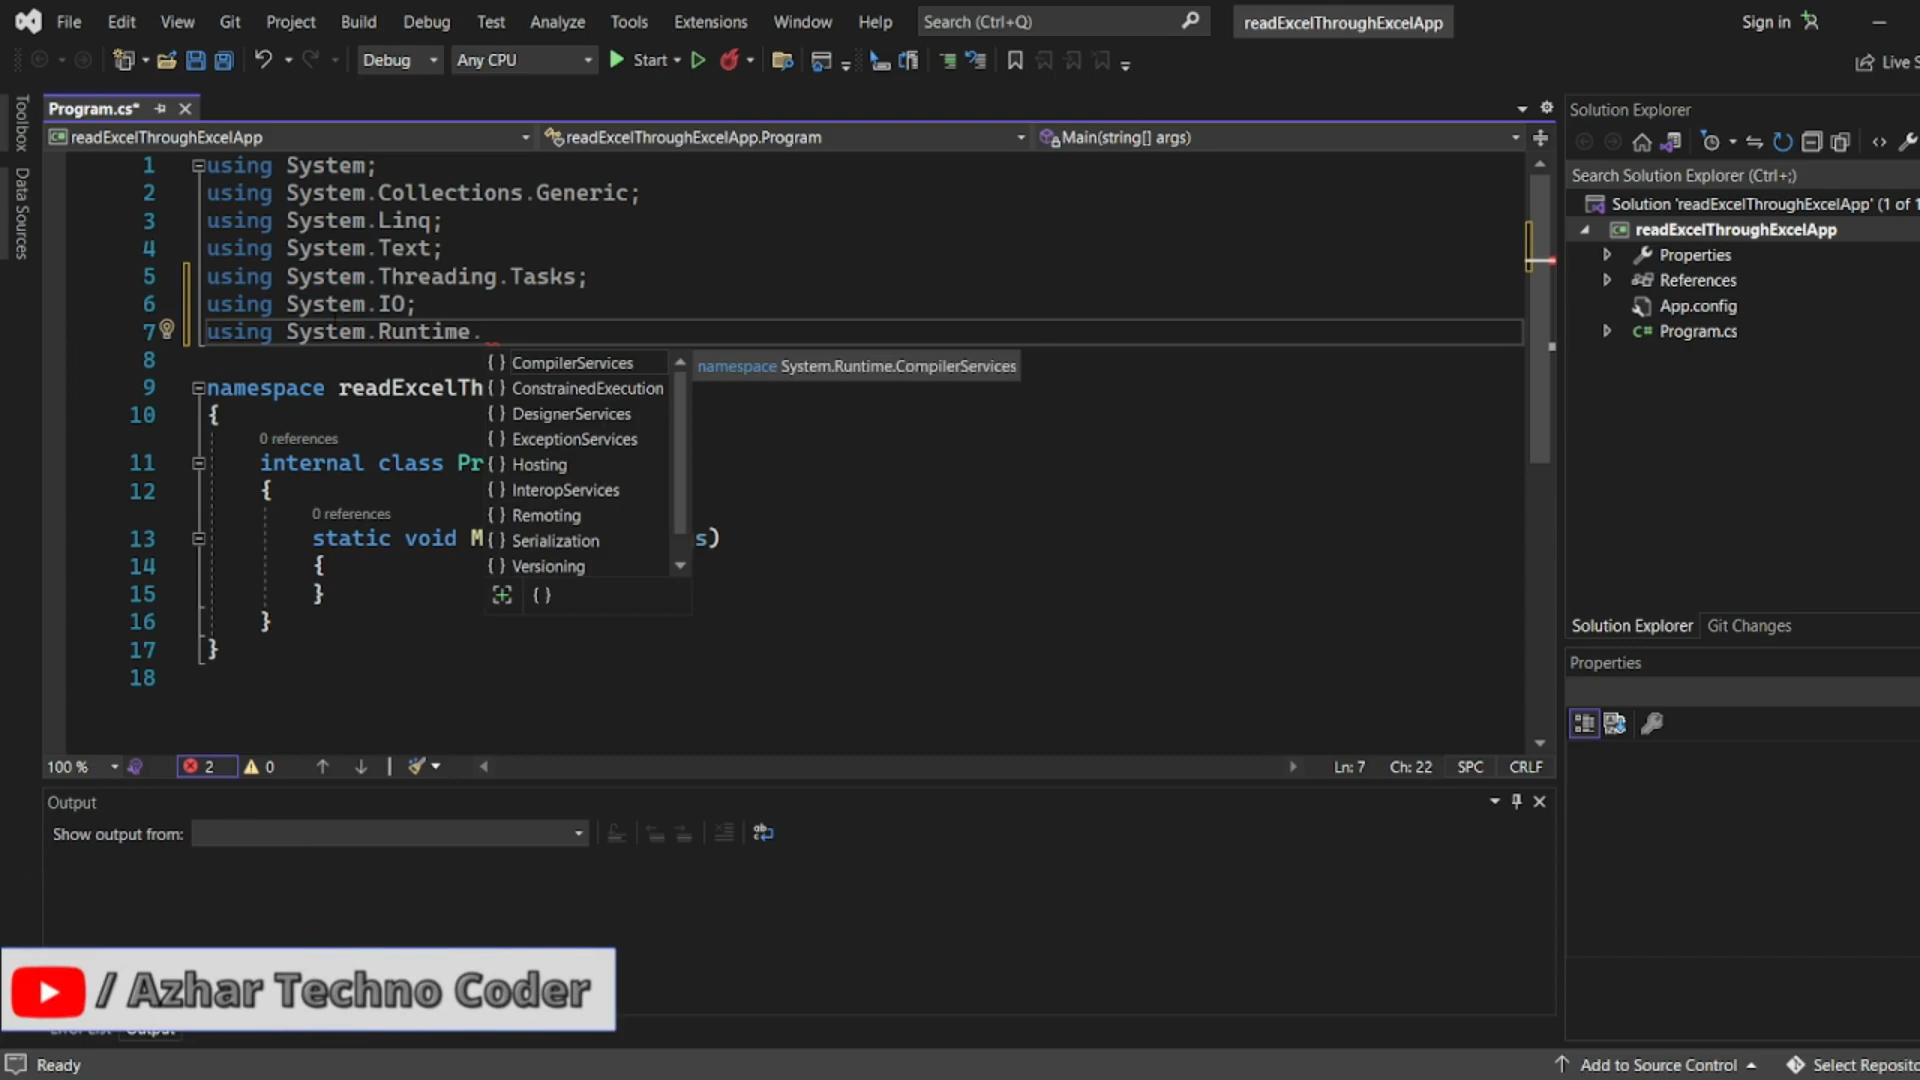 File Edit View Git Project Build Debug Test Analyze Tools Extensions Window Help Search (Ctrl+Q) readExcelThroughExcelApp Sign in
Debug Any CPU Start Live S
Toolbox
Data Sources
Program.cs*
readExcelThroughExcelApp readExcelThroughExcelApp.Program Main(string[] args)
1 using System;
2 using System.Collections.Generic;
3 using System.Linq;
4 using System.Text;
5 using System.Threading.Tasks;
6 using System.IO;
7 using System.Runtime.
8
9 namespace readExcelTh
10 {
0 references
11 internal class Pr
12 {
0 references
13 static void M s)
14 {
15 }
16 }
17 }
18
{ } CompilerServices
{ } ConstrainedExecution
{ } DesignerServices
{ } ExceptionServices
{ } Hosting
{ } InteropServices
{ } Remoting
{ } Serialization
{ } Versioning
{ }
namespace System.Runtime.CompilerServices
100 % 2 0 Ln: 7 Ch: 22 SPC CRLF
Output
Show output from:
/ Azhar Techno Coder
Output
Ready
Solution Explorer
Search Solution Explorer (Ctrl+;)
Solution 'readExcelThroughExcelApp' (1 of 1
readExcelThroughExcelApp
Properties
References
App.config
C# Program.cs
Solution Explorer Git Changes
Properties
Add to Source Control Select Reposito